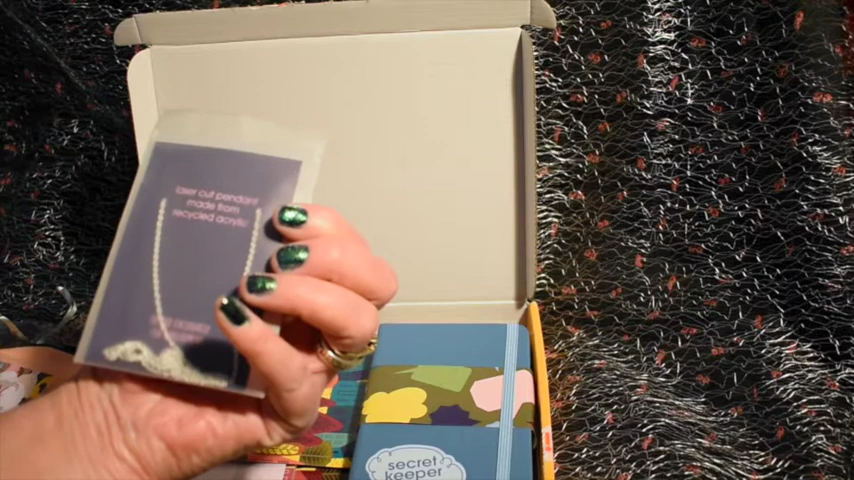 laser cut pendant
made from
recycled acrylic
secret
keeper